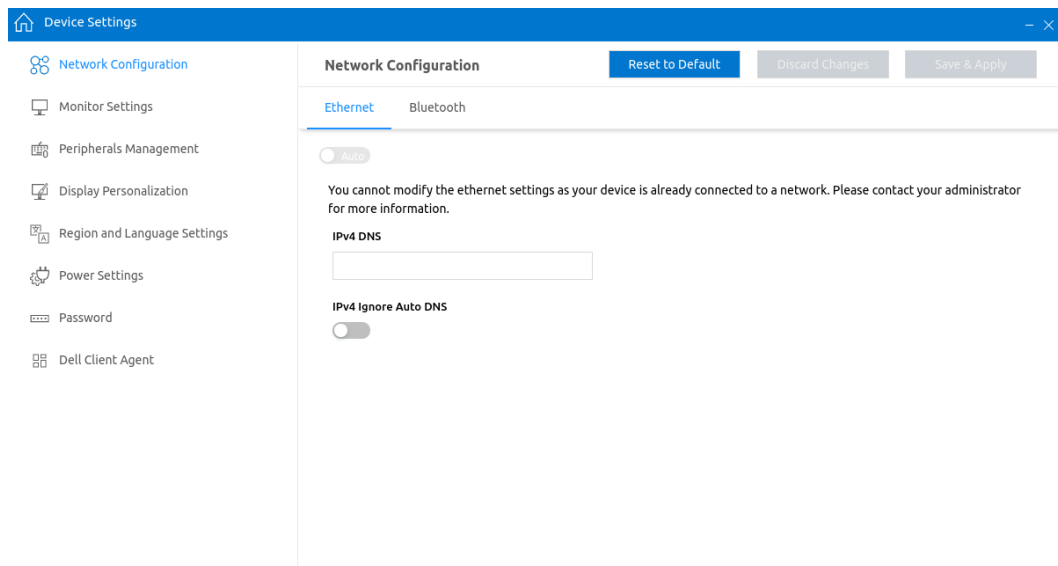 Device Settings
Network Configuration
Monitor Settings
Peripherals Management
Display Personalization
Region and Language Settings
Power Settings
Password
Dell Client Agent
Network Configuration
Reset to Default
Discard Changes
Save & Apply
Ethernet
Bluetooth
Auto
You cannot modify the ethernet settings as your device is already connected to a network. Please contact your administrator
for more information.
IPv4 DNS
IPv4 Ignore Auto DNS